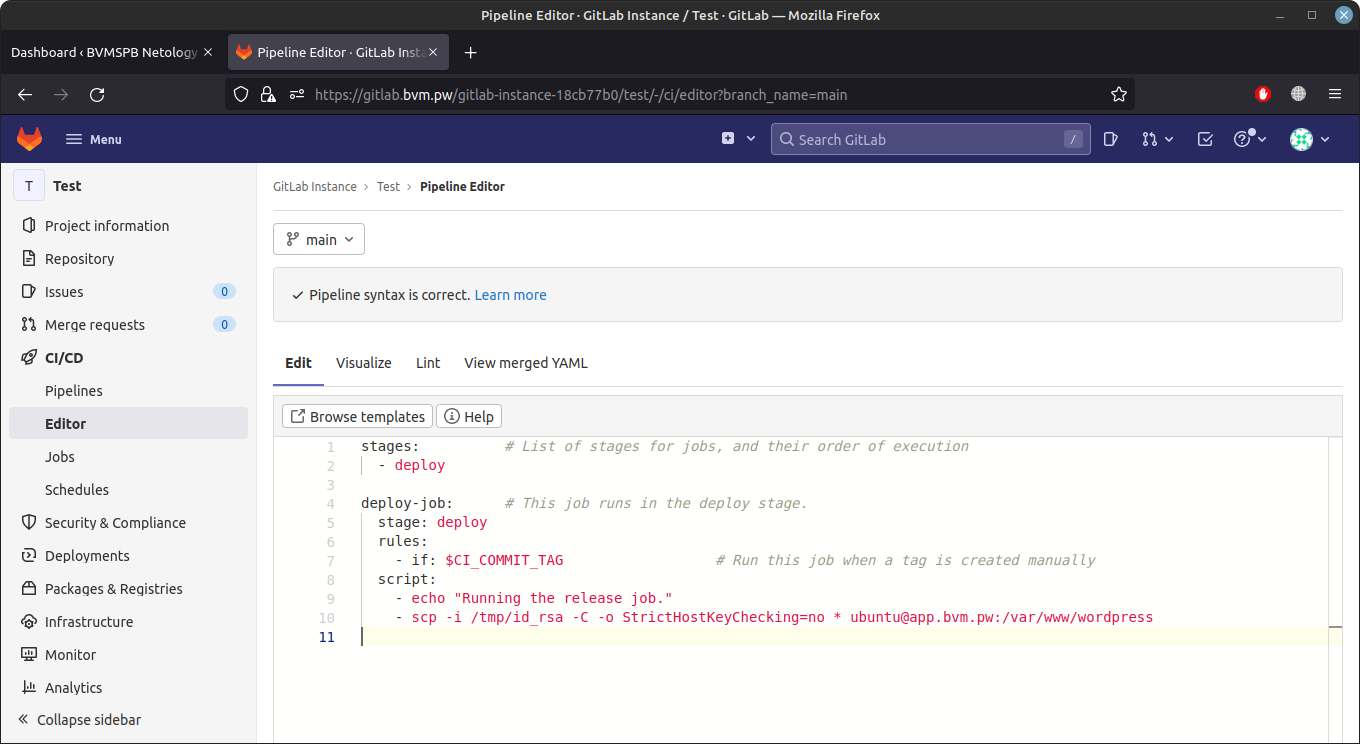 Pipeline Editor · GitLab Instance / Test · GitLab — Mozilla Firefox
Dashboard ‹ BVMSPB Netology
Pipeline Editor · GitLab Insta
https://gitlab.bvm.pw/gitlab-instance-18cb77b0/test/-/ci/editor?branch_name=main
Menu
Search GitLab
/
T
Test
Project information
Repository
Issues 0
Merge requests 0
CI/CD
Pipelines
Editor
Jobs
Schedules
Security & Compliance
Deployments
Packages & Registries
Infrastructure
Monitor
Analytics
Collapse sidebar
GitLab Instance › Test › Pipeline Editor
main
Pipeline syntax is correct. Learn more
Edit Visualize Lint View merged YAML
Browse templates Help
1 stages:          # List of stages for jobs, and their order of execution
2   - deploy
3
4 deploy-job:      # This job runs in the deploy stage.
5   stage: deploy
6   rules:
7     - if: $CI_COMMIT_TAG                  # Run this job when a tag is created manually
8   script:
9     - echo "Running the release job."
10     - scp -i /tmp/id_rsa -C -o StrictHostKeyChecking=no * ubuntu@app.bvm.pw:/var/www/wordpress
11